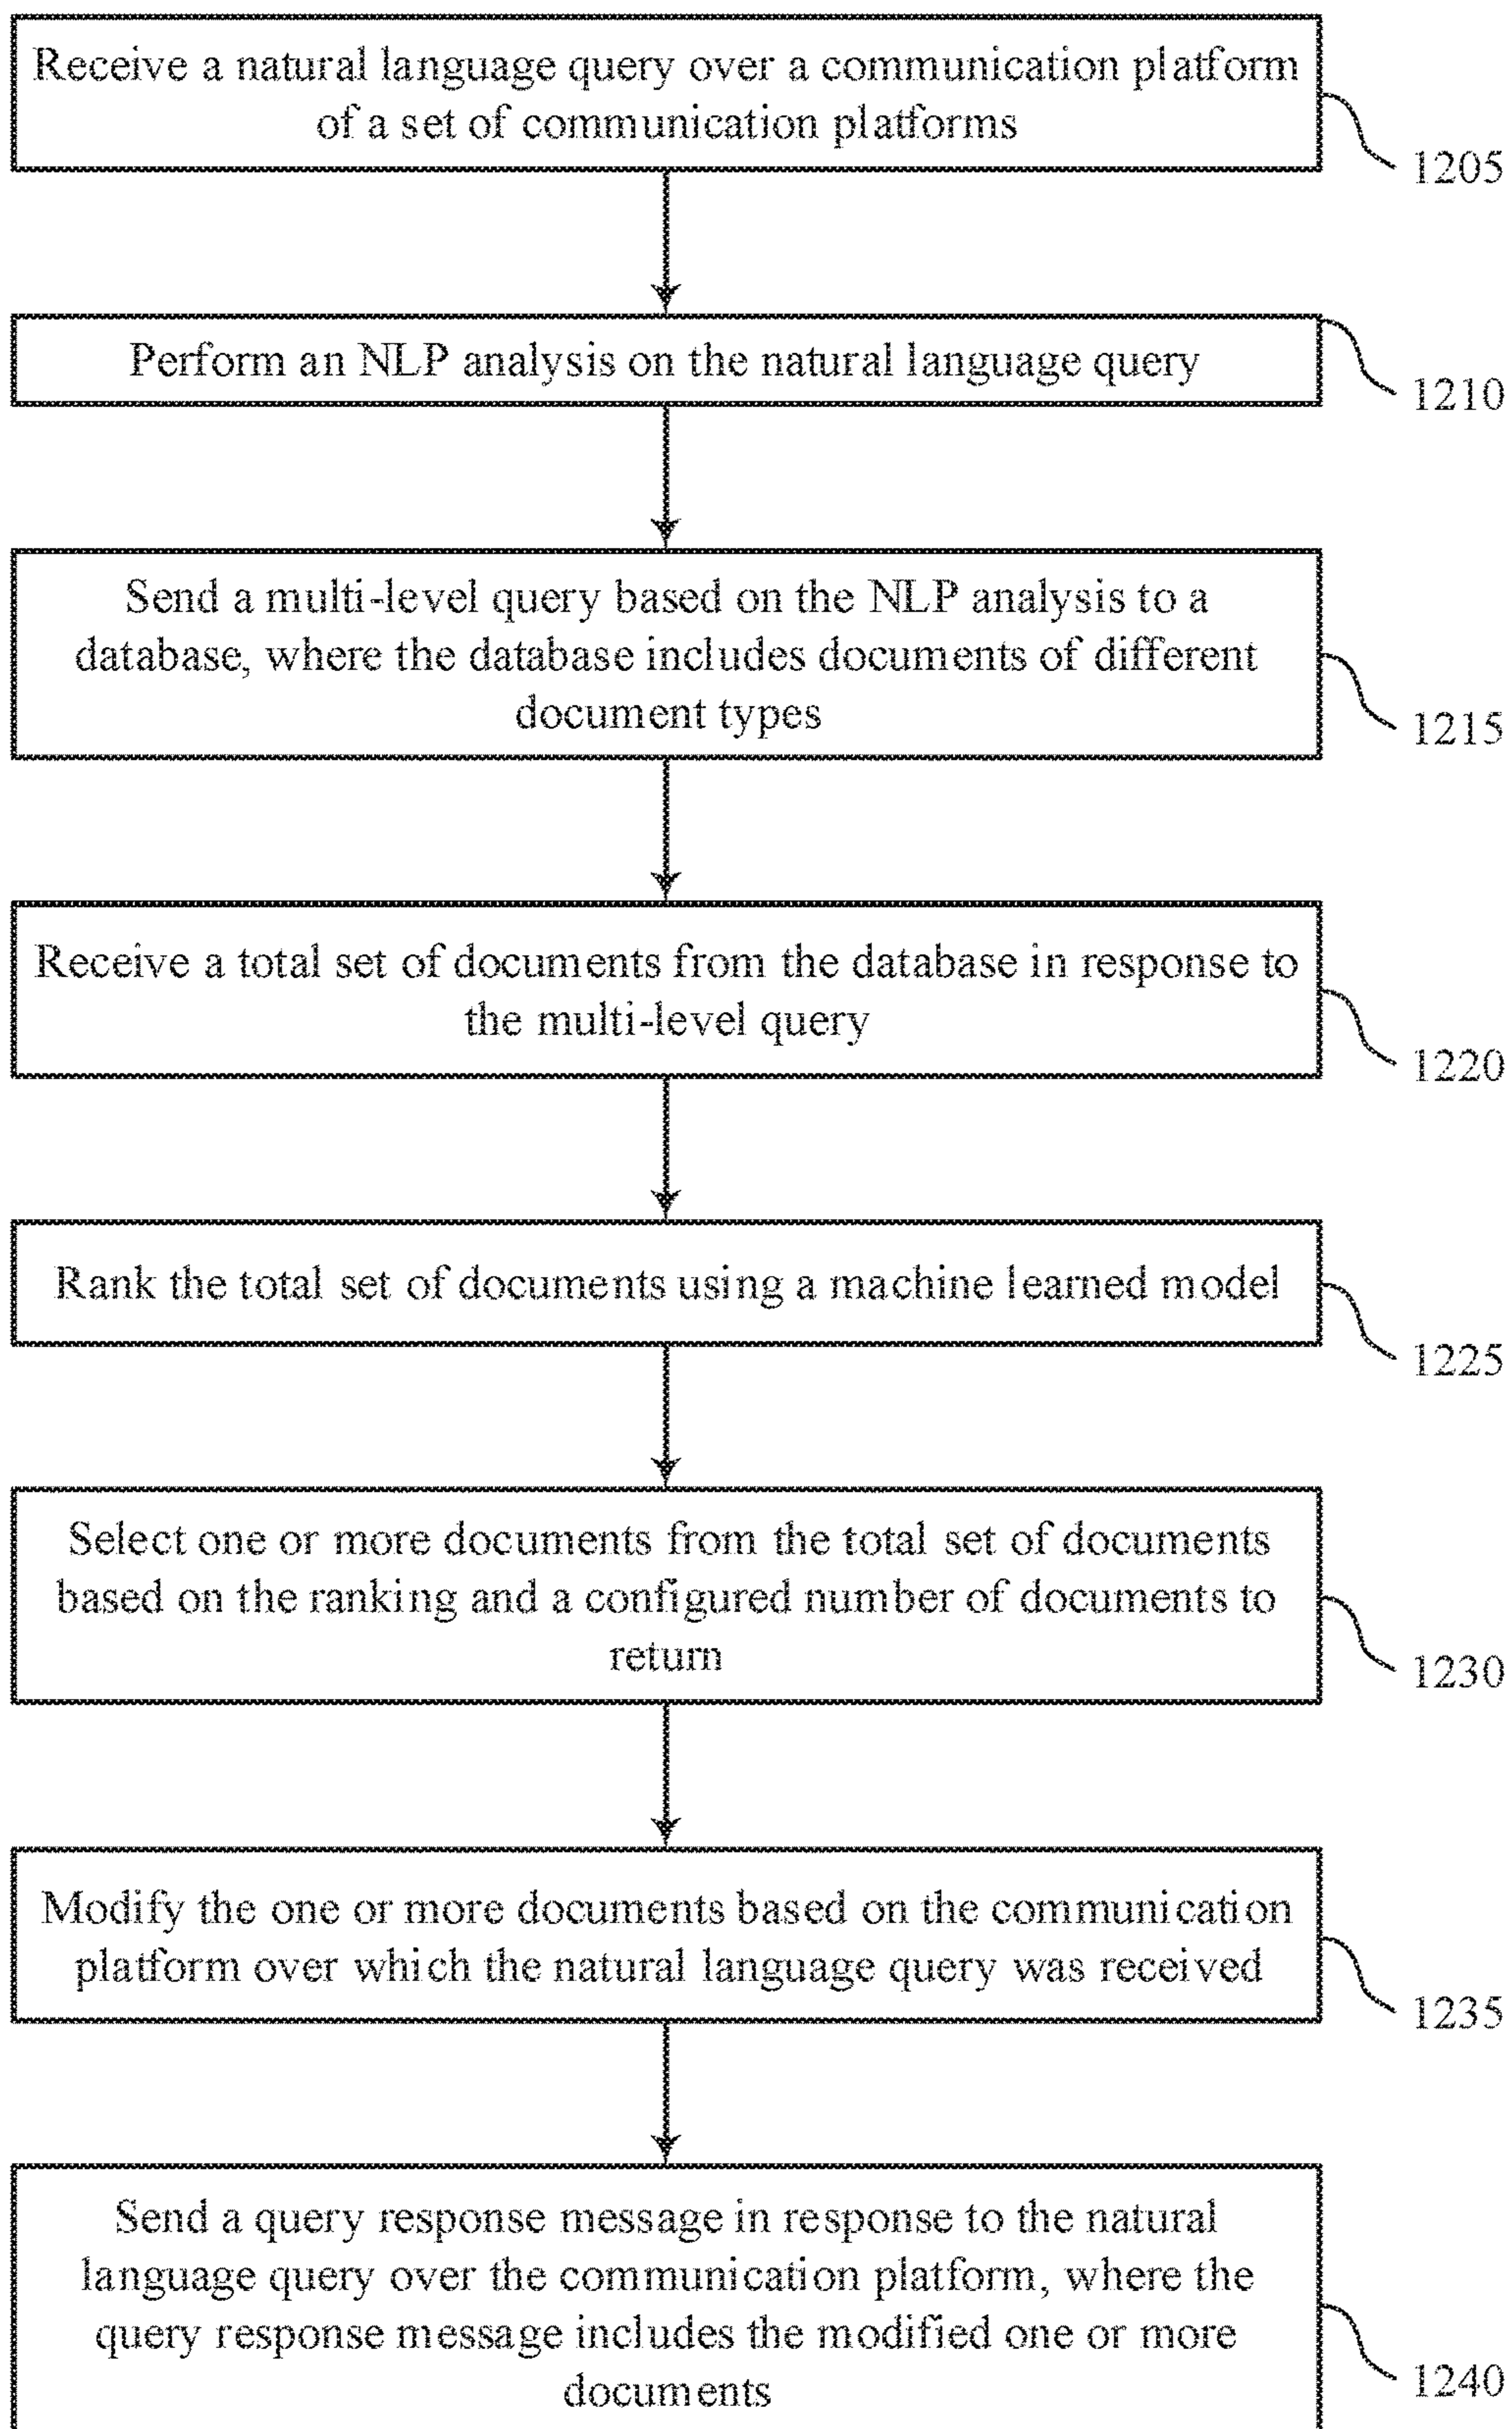 Receive a natural language query over a communication platform
of a set of communication platforms
1205
Perform an NLP analysis on the natural language query
1210
Send a multi-level query based on the NLP analysis to a
database, where the database includes documents of different
document types
1215
Receive a total set of documents from the database in response to
the multi-level query
1220
Rank the total set of documents using a machine learned model
1225
Select one or more documents from the total set of documents
based on the ranking and a configured number of documents to
return
1230
Modify the one or more documents based on the communication
platform over which the natural language query was received
1235
Send a query response message in response to the natural
language query over the communication platform, where the
query response message includes the modified one or more
documents
1240